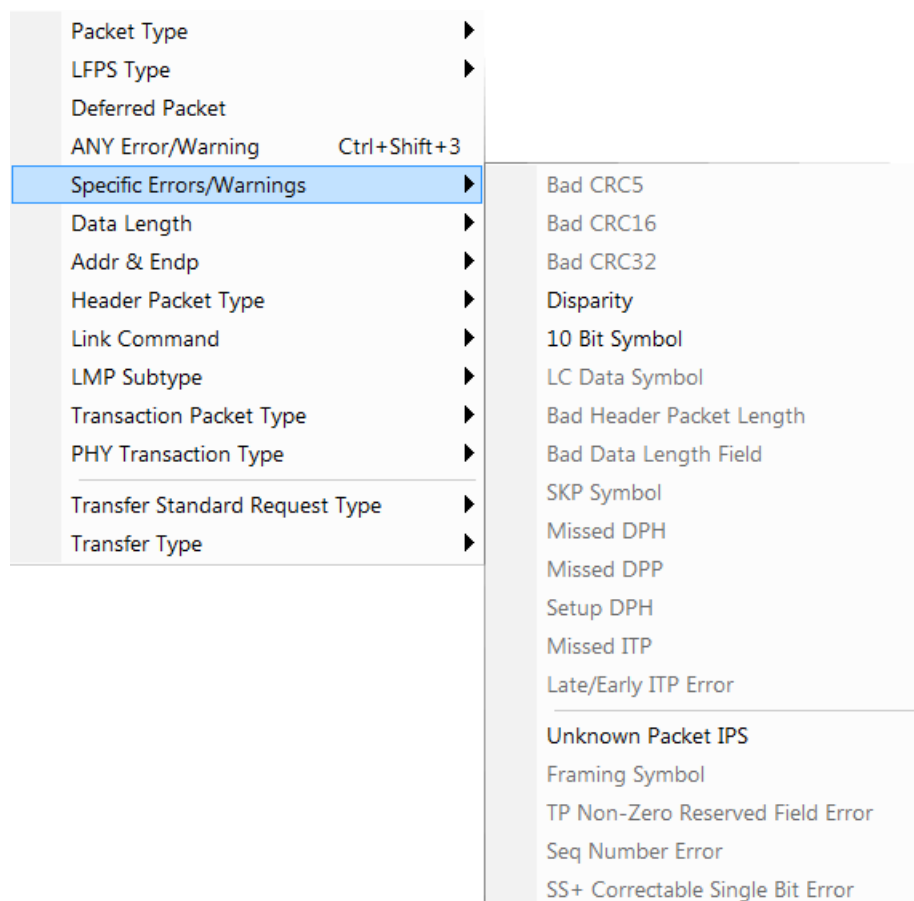 Packet Type
LFPS Type
Deferred Packet
ANY Error/Warning Ctrl+Shift+3
Specific Errors/Warnings
Data Length
Addr & Endp
Header Packet Type
Link Command
LMP Subtype
Transaction Packet Type
PHY Transaction Type
Transfer Standard Request Type
Transfer Type
Bad CRC5
Bad CRC16
Bad CRC32
Disparity
10 Bit Symbol
LC Data Symbol
Bad Header Packet Length
Bad Data Length Field
SKP Symbol
Missed DPH
Missed DPP
Setup DPH
Missed ITP
Late/Early ITP Error
Unknown Packet IPS
Framing Symbol
TP Non-Zero Reserved Field Error
Seq Number Error
SS+ Correctable Single Bit Error